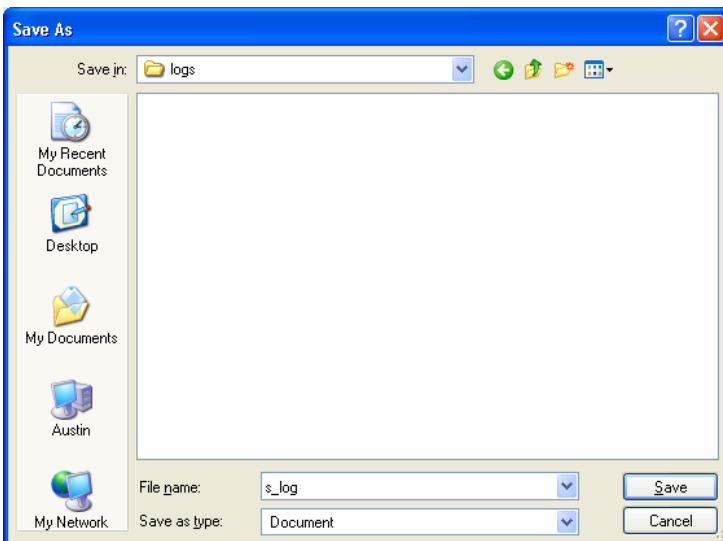 Save As
Save in: logs
My Recent
Documents
Desktop
My Documents
Austin
My Network
File name: s_log Save
Save as type: Document Cancel